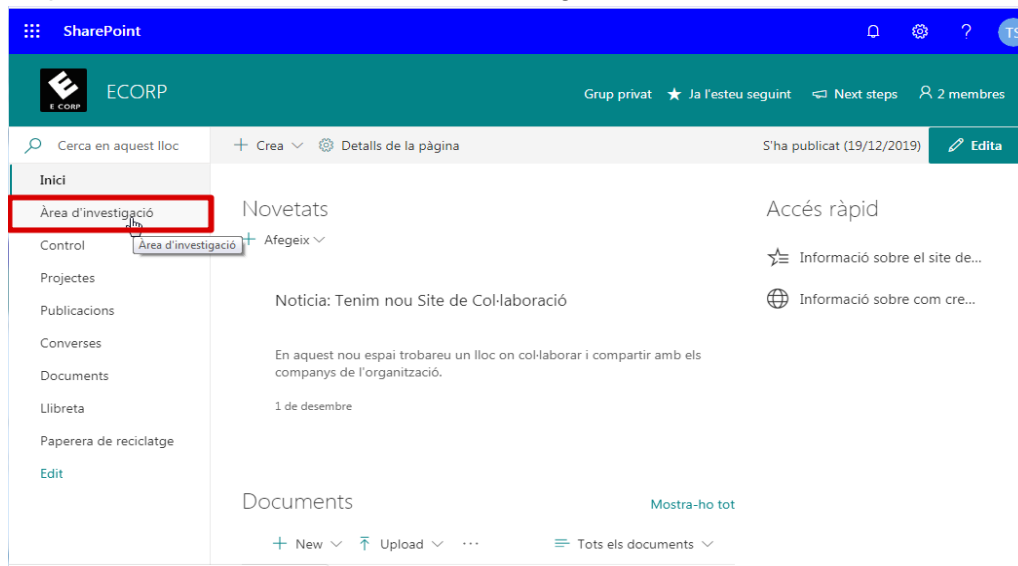 SharePoint
?
TS
E CORP
ECORP
Grup privat
Ja l'esteu seguint
Next steps
2 membres
Cerca en aquest lloc
Crea
Detalls de la pàgina
S'ha publicat (19/12/2019)
Edita
Inici
Àrea d'investigació
Control
Àrea d'investigació
Projectes
Publicacions
Converses
Documents
Llibreta
Paperera de reciclatge
Edit
Novetats
Afegeix
Noticia: Tenim nou Site de Col·laboració
En aquest nou espai trobareu un lloc on col·laborar i compartir amb els
companys de l'organització.
1 de desembre
Accés ràpid
Informació sobre el site de...
Informació sobre com cre...
Documents
Mostra-ho tot
New
Upload
...
Tots els documents